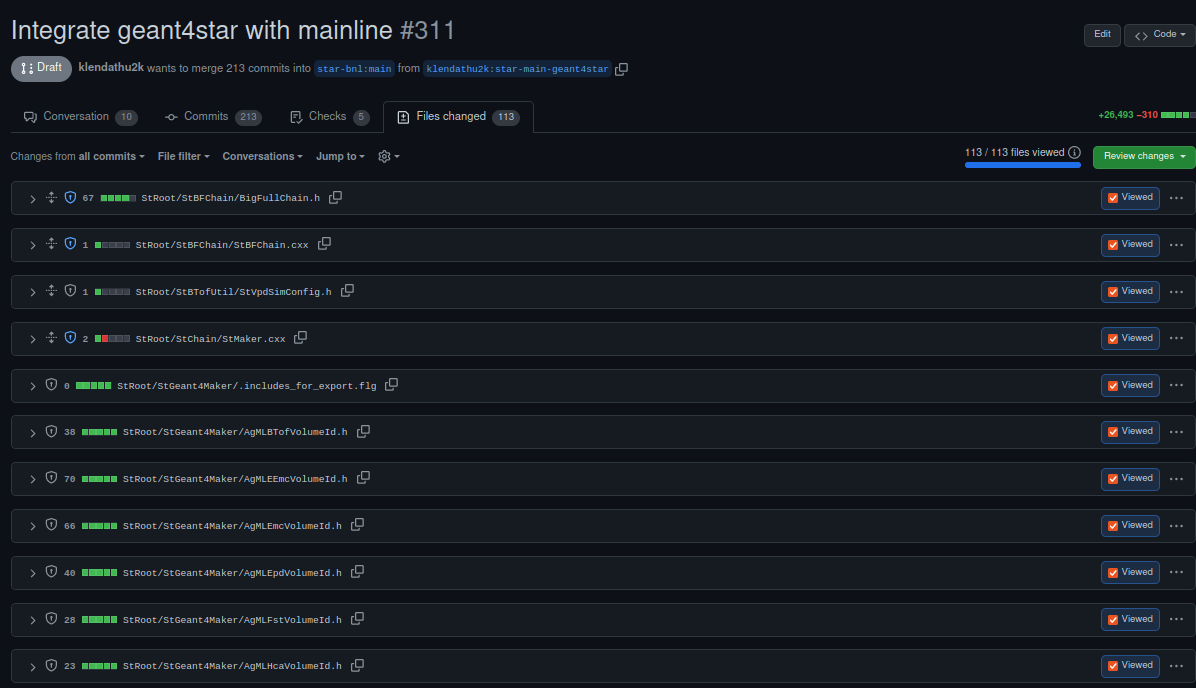 Integrate geant4star with mainline #311
Edit
Code
Draft
klendathu2k wants to merge 213 commits into star-bnl:main from klendathu2k:star-main-geant4star
Conversation 10
Commits 213
Checks 5
Files changed 113
+26,493 −310
Changes from all commits
File filter
Conversations
Jump to
113 / 113 files viewed
Review changes
67 StRoot/StBFChain/BigFullChain.h Viewed
1 StRoot/StBFChain/StBFChain.cxx Viewed
1 StRoot/StBTofUtil/StVpdSimConfig.h Viewed
2 StRoot/StChain/StMaker.cxx Viewed
0 StRoot/StGeant4Maker/.includes_for_export.flg Viewed
38 StRoot/StGeant4Maker/AgMLBTofVolumeId.h Viewed
70 StRoot/StGeant4Maker/AgMLEEmcVolumeId.h Viewed
66 StRoot/StGeant4Maker/AgMLEmcVolumeId.h Viewed
40 StRoot/StGeant4Maker/AgMLEpdVolumeId.h Viewed
28 StRoot/StGeant4Maker/AgMLFstVolumeId.h Viewed
23 StRoot/StGeant4Maker/AgMLHcaVolumeId.h Viewed